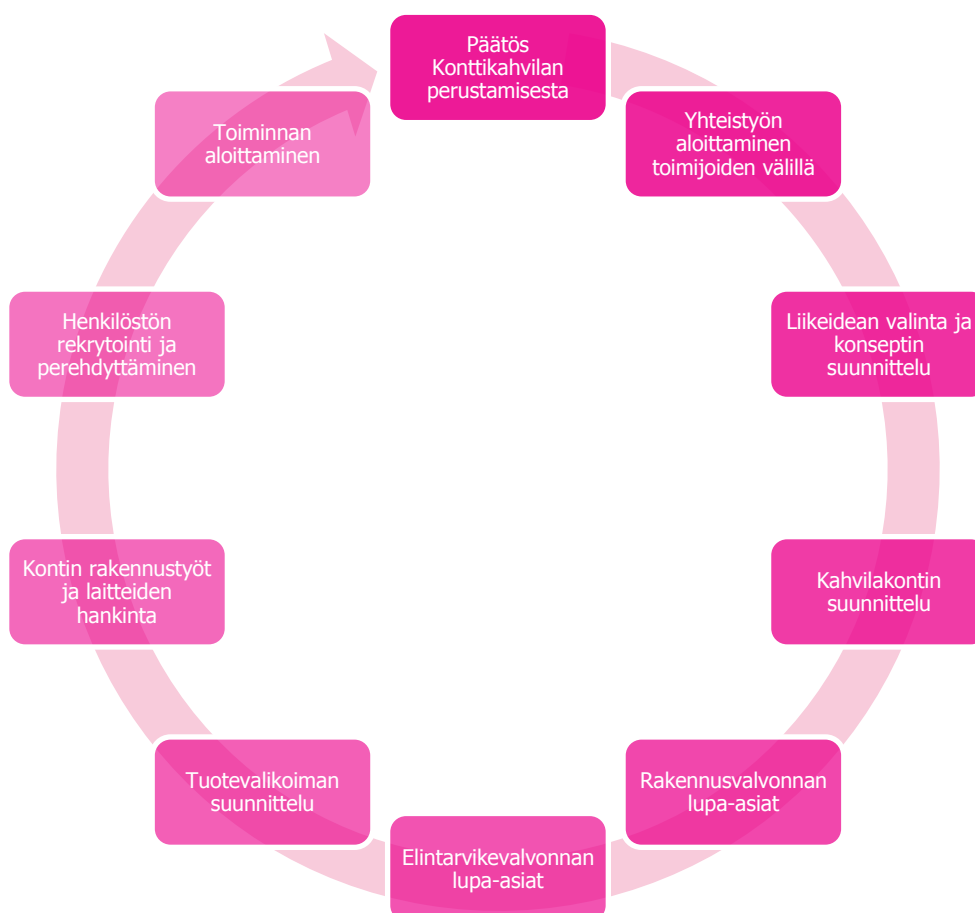 Päätös
Konttikahvilan
perustamisesta
Yhteistyön
aloittaminen
toimijoiden välillä
Liikeidean valinta ja
konseptin
suunnittelu
Kahvilakontin
suunnittelu
Rakennusvalvonnan
lupa-asiat
Elintarvikevalvonnan
lupa-asiat
Tuotevalikoiman
suunnittelu
Kontin rakennustyöt
ja laitteiden
hankinta
Henkilöstön
rekrytointi ja
perehdyttäminen
Toiminnan
aloittaminen